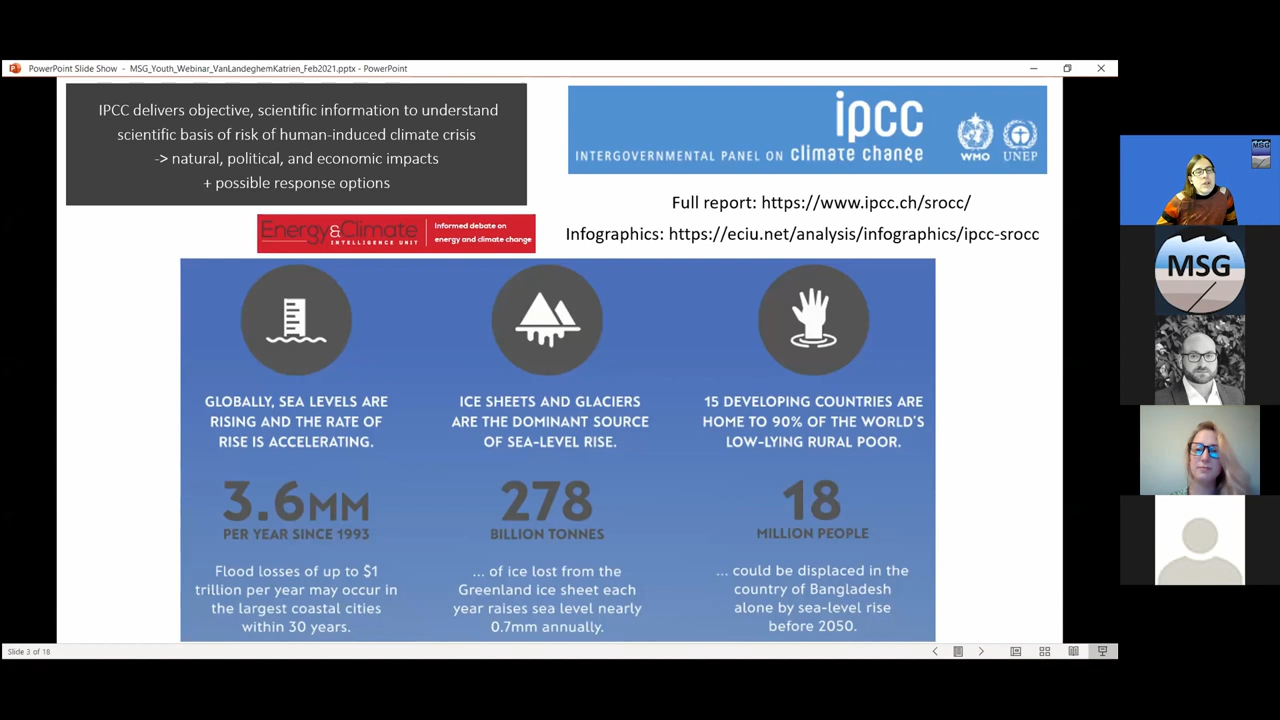 PowerPoint Slide Show - MSG_Youth_Webinar_VanLandeghemKatrien_Feb2021.pptx - PowerPoint
IPCC delivers objective, scientific information to understand
scientific basis of risk of human-induced climate crisis
-> natural, political, and economic impacts
+ possible response options
ipcc
INTERGOVERNMENTAL PANEL ON climate change
WMO
UNEP
Full report: https://www.ipcc.ch/srocc/
Infographics: https://eciu.net/analysis/infographics/ipcc-srocc
Energy&Climate
INTELLIGENCE UNIT
Informed debate on
energy and climate change
GLOBALLY, SEA LEVELS ARE
RISING AND THE RATE OF
RISE IS ACCELERATING.
3.6MM
PER YEAR SINCE 1993
Flood losses of up to $1
trillion per year may occur in
the largest coastal cities
within 30 years.
ICE SHEETS AND GLACIERS
ARE THE DOMINANT SOURCE
OF SEA-LEVEL RISE.
278
BILLION TONNES
... of ice lost from the
Greenland ice sheet each
year raises sea level nearly
0.7mm annually.
15 DEVELOPING COUNTRIES ARE
HOME TO 90% OF THE WORLD'S
LOW-LYING RURAL POOR.
18
MILLION PEOPLE
... could be displaced in the
country of Bangladesh
alone by sea-level rise
before 2050.
Slide 3 of 18
MSG
MSG